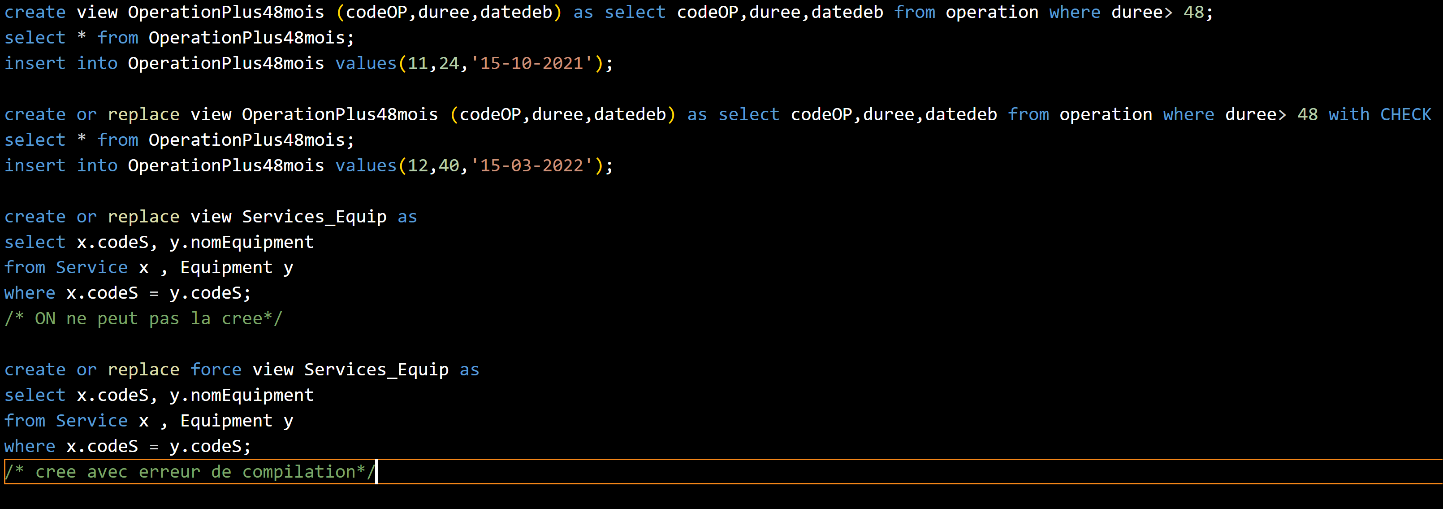 create view OperationPlus48mois (codeOP,duree,datedeb) as select codeOP,duree,datedeb from operation where duree> 48;
select * from OperationPlus48mois;
insert into OperationPlus48mois values(11,24,'15-10-2021');
create or replace view OperationPlus48mois (codeOP,duree,datedeb) as select codeOP,duree,datedeb from operation where duree> 48 with CHECK
select * from OperationPlus48mois;
insert into OperationPlus48mois values(12,40,'15-03-2022');
create or replace view Services_Equip as
select x.codeS, y.nomEquipment
from Service x , Equipment y
where x.codeS = y.codeS;
/* ON ne peut pas la cree*/
create or replace force view Services_Equip as
select x.codeS, y.nomEquipment
from Service x , Equipment y
where x.codeS = y.codeS;
/* cree avec erreur de compilation*/